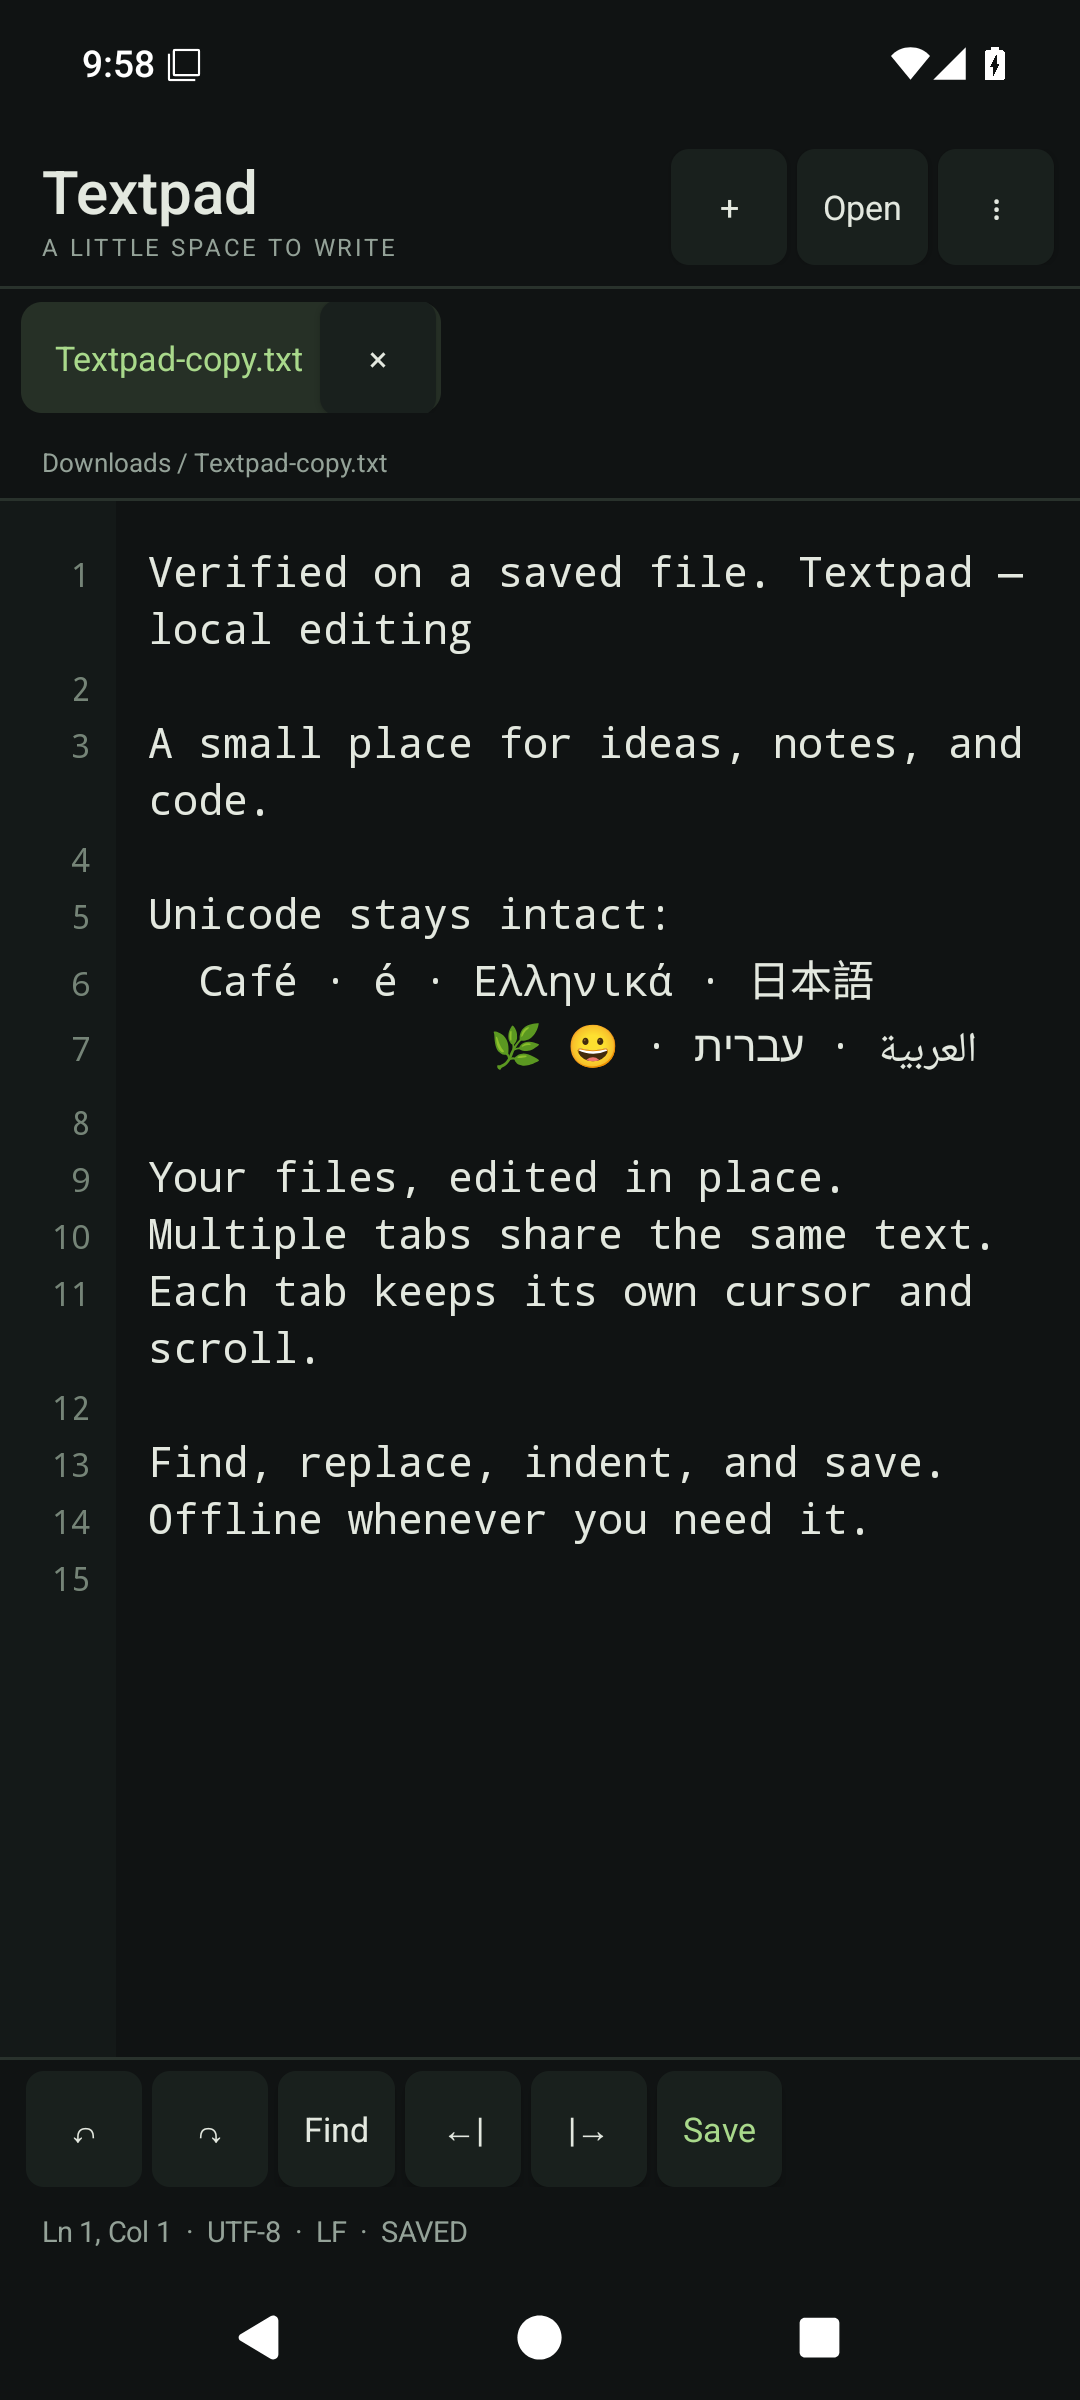 9:58
Textpad
A LITTLE SPACE TO WRITE
+
Open
⋮
Textpad-copy.txt
×
Downloads / Textpad-copy.txt
1 Verified on a saved file. Textpad —
local editing
2
3 A small place for ideas, notes, and
code.
4
5 Unicode stays intact:
6 Café · é · Ελληνικά · 日本語
7 العربية · עברית · 😀 🌿
8
9 Your files, edited in place.
10 Multiple tabs share the same text.
11 Each tab keeps its own cursor and
scroll.
12
13 Find, replace, indent, and save.
14 Offline whenever you need it.
15
Find ←| |→ Save
Ln 1, Col 1 · UTF-8 · LF · SAVED